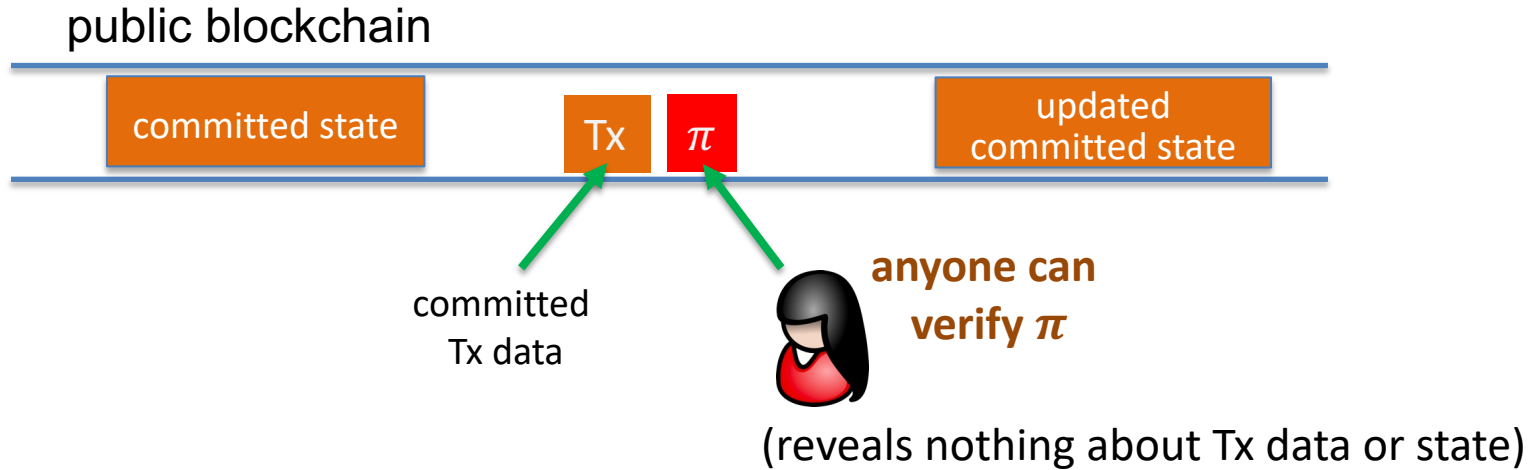 public blockchain
committed state
Tx
π
updated
committed state
committed
Tx data
anyone can
verify π
(reveals nothing about Tx data or state)